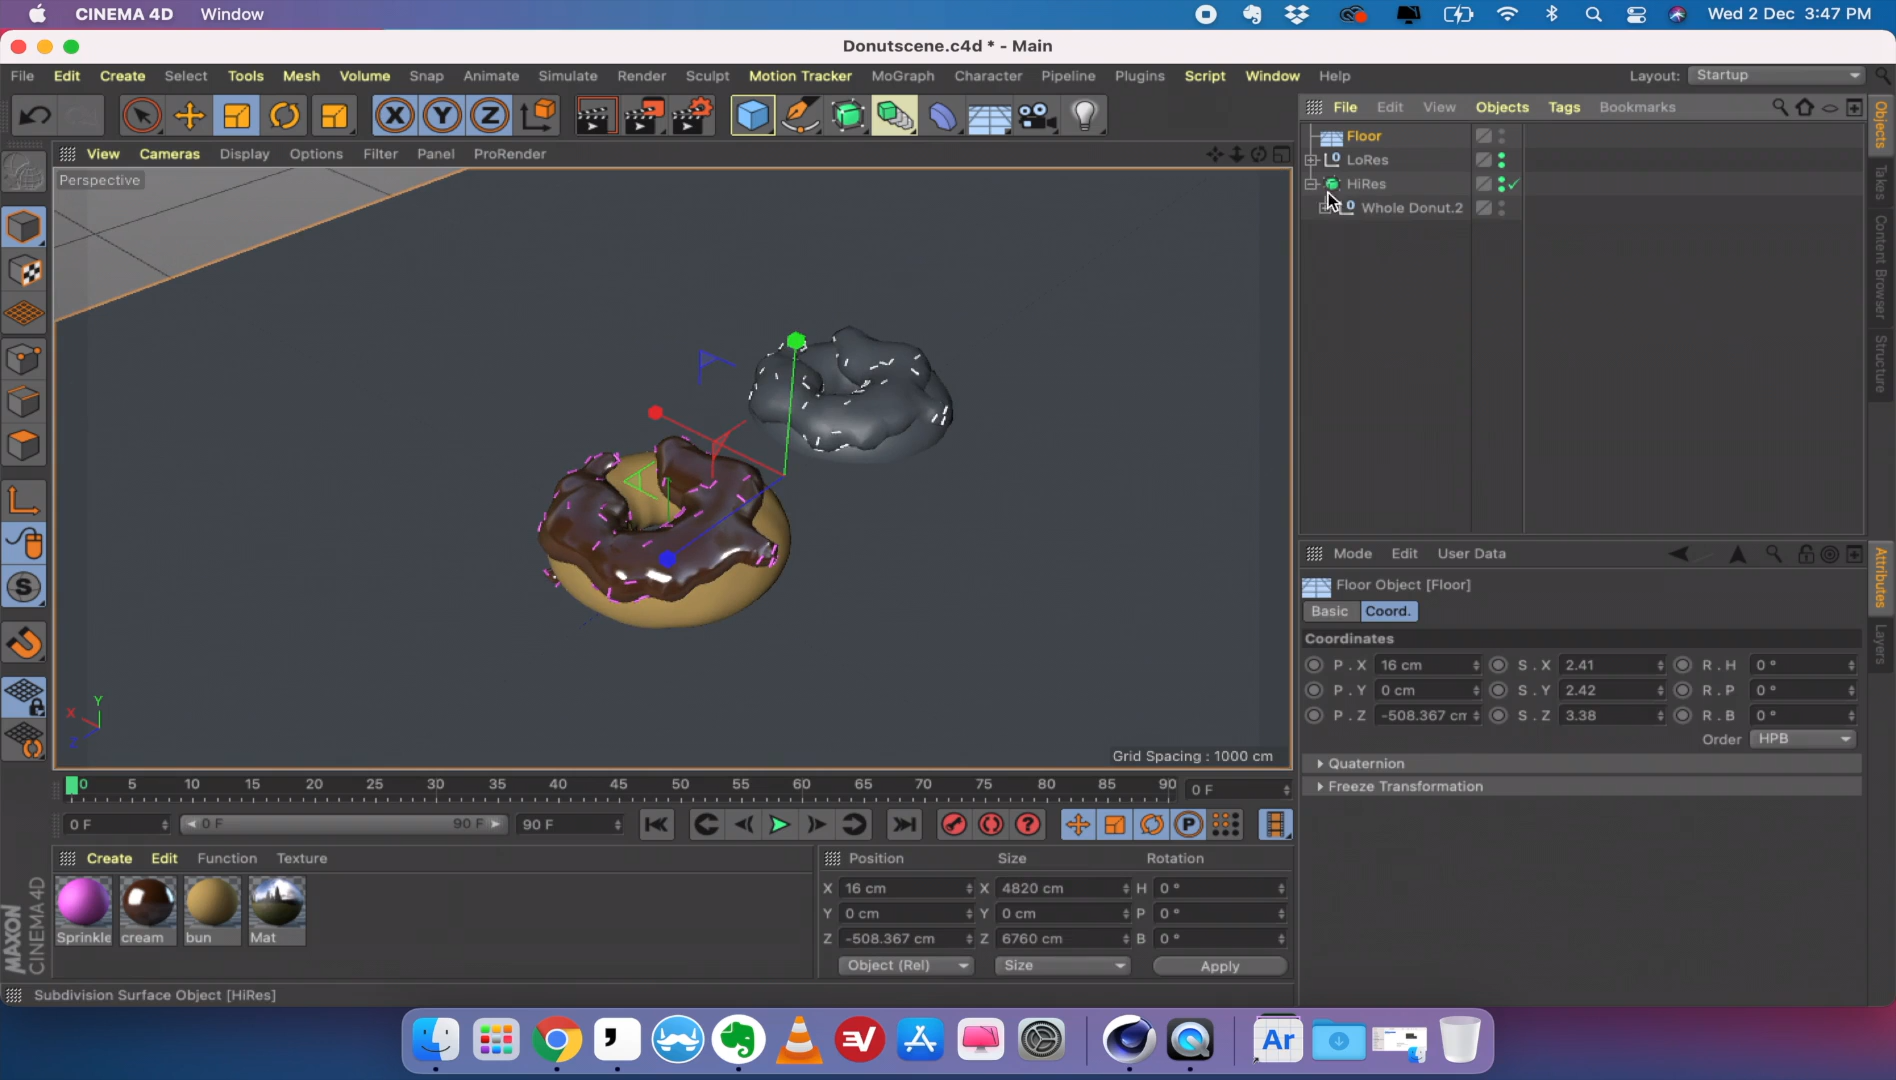 CINEMA 4D Window Wed 2 Dec 3:47 PM
Donutscene.c4d * - Main
File Edit Create Select Tools Mesh Volume Snap Animate Simulate Render Sculpt Motion Tracker MoGraph Character Pipeline Plugins Script Window Help Layout: Startup
File Edit View Objects Tags Bookmarks
View Cameras Display Options Filter Panel ProRender
Perspective
Floor
LoRes
HiRes
Whole Donut.2
Objects
Takes
Content Browser
Structure
Grid Spacing : 1000 cm
Mode Edit User Data
Floor Object [Floor]
Basic Coord.
Coordinates
P . X 16 cm S . X 2.41 R . H 0 °
P . Y 0 cm S . Y 2.42 R . P 0 °
P . Z -508.367 cm S . Z 3.38 R . B 0 °
Order HPB
Quaternion
Freeze Transformation
Attributes
Layers
X Y Z
0 5 10 15 20 25 30 35 40 45 50 55 60 65 70 75 80 85 90 0 F
0 F 0 F 90 F 90 F
Create Edit Function Texture
Sprinkle cream bun Mat
Position Size Rotation
X 16 cm X 4820 cm H 0 °
Y 0 cm Y 0 cm P 0 °
Z -508.367 cm Z 6760 cm B 0 °
Object (Rel) Size Apply
MAXON
CINEMA 4D
Subdivision Surface Object [HiRes]
Ar